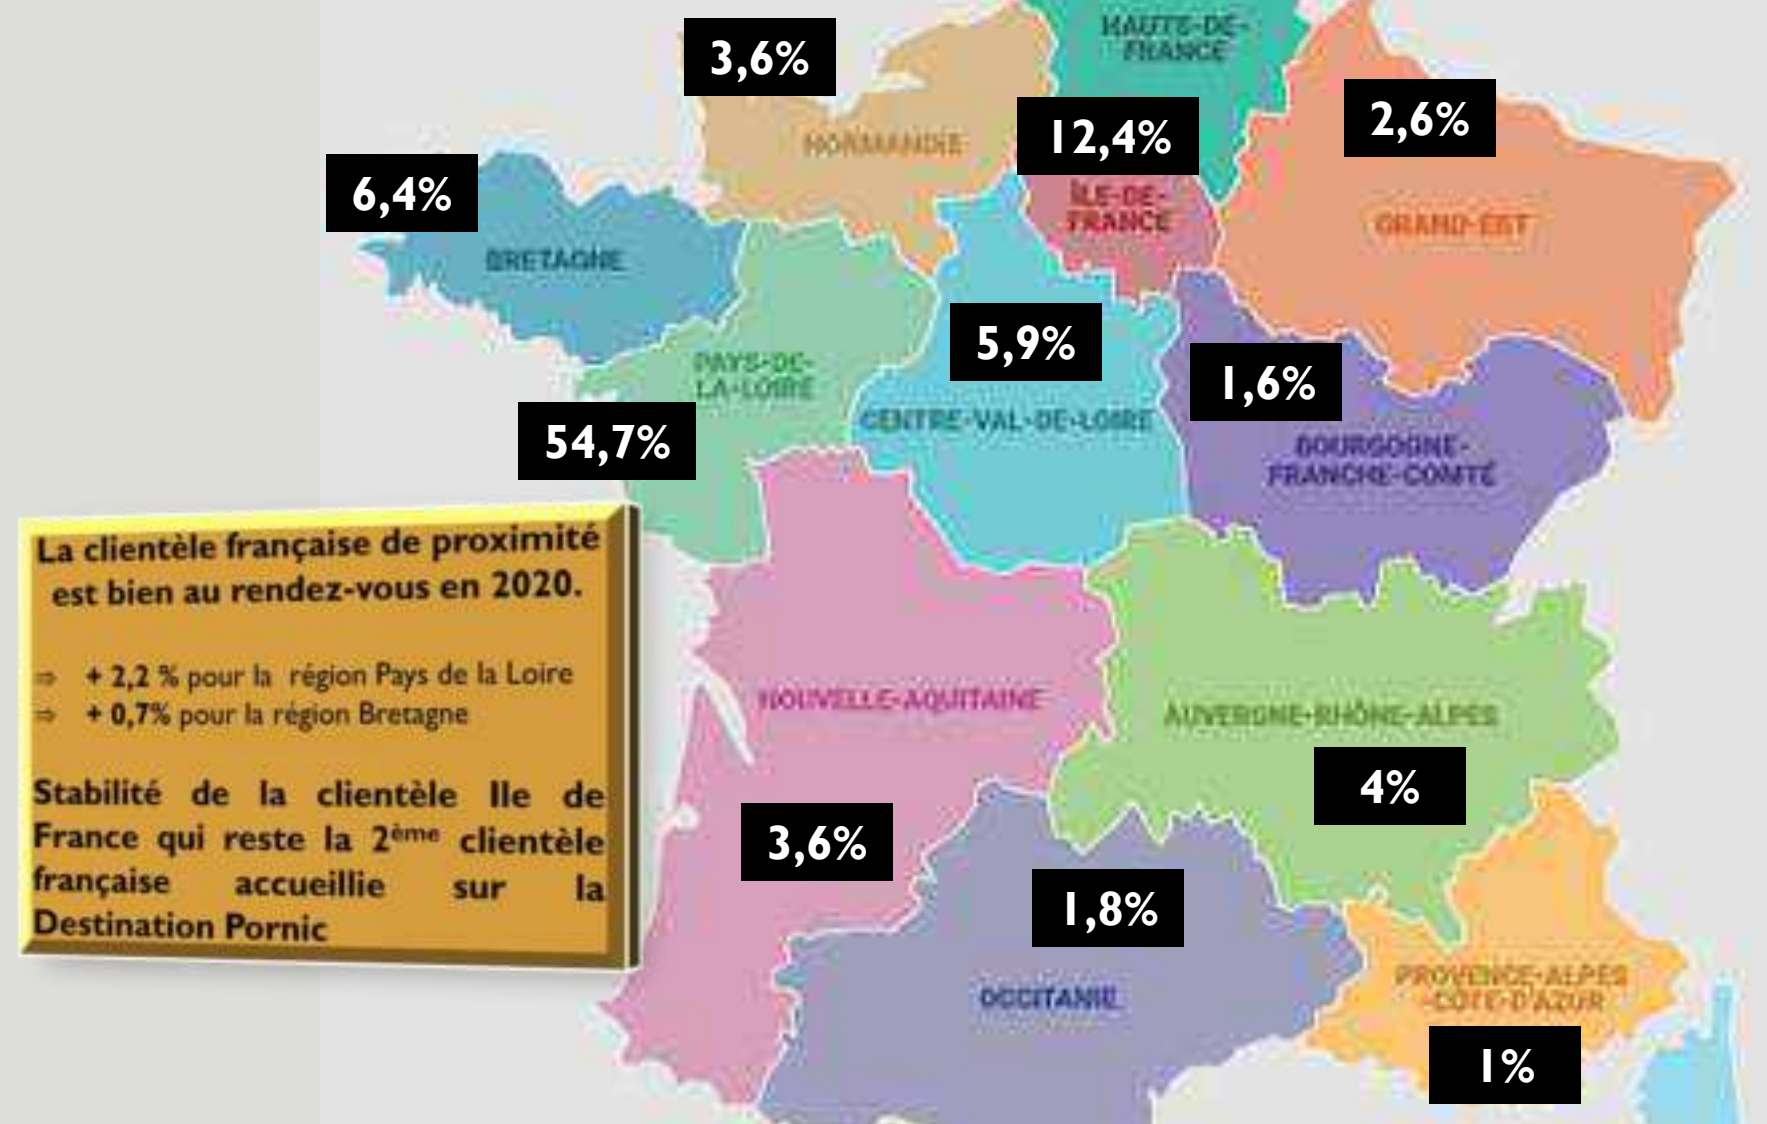 HAUTS-DE-
FRANCE
3,6%
2,6%
12,4%
NORMANDIE
6,4%
ÎLE-DE-
FRANCE
GRAND-EST
BRETAGNE
5,9%
PAYS-DE-
LA-LOIRE
1,6%
CENTRE-VAL-DE-LOIRE
54,7%
BOURGOGNE-
FRANCHE-COMTÉ
La clientèle française de proximité
est bien au rendez-vous en 2020.
⇒ + 2,2 % pour la région Pays de la Loire
⇒ + 0,7% pour la région Bretagne
Stabilité de la clientèle Ile de
France qui reste la 2ème clientèle
française accueillie sur la
Destination Pornic
NOUVELLE-AQUITAINE
AUVERGNE-RHÔNE-ALPES
4%
3,6%
1,8%
OCCITANIE
PROVENCE-ALPES
-CÔTE-D'AZUR
1%